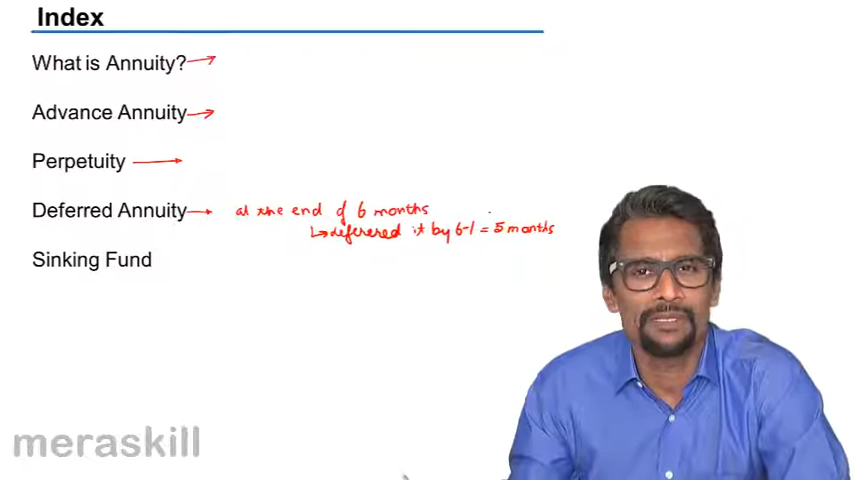 Index
What is Annuity?
Advance Annuity
Perpetuity
Deferred Annuity at the end of 6 months
deferered it by 6-1 = 5 months
Sinking Fund
meraskill